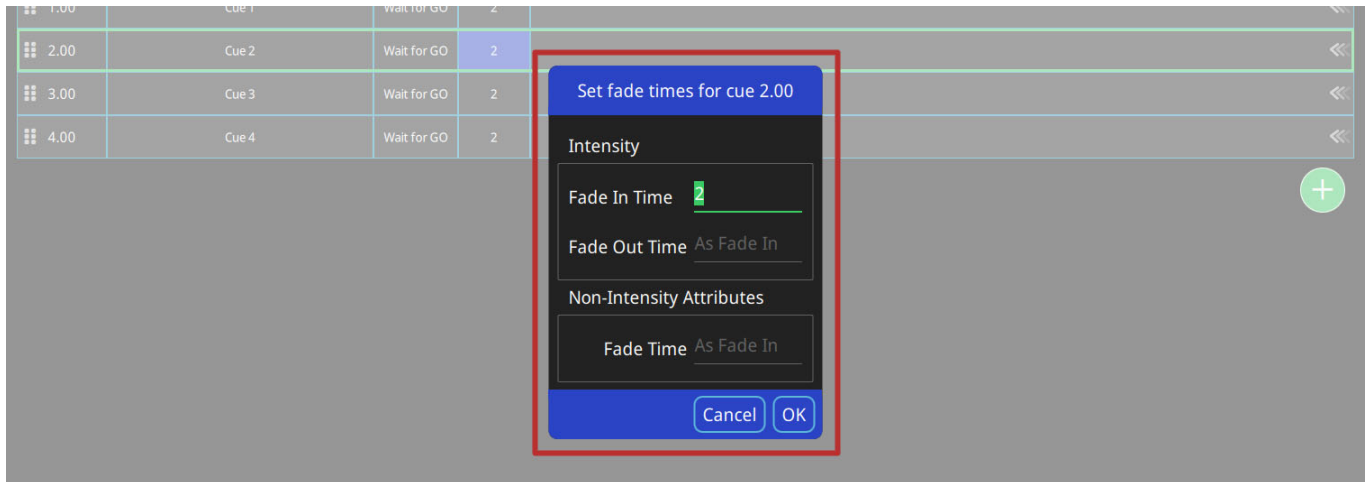 1.00 Cue 1 Wait for GO 2
2.00 Cue 2 Wait for GO 2
3.00 Cue 3 Wait for GO 2
4.00 Cue 4 Wait for GO 2
Set fade times for cue 2.00
Intensity
Fade In Time 2
Fade Out Time As Fade In
Non-Intensity Attributes
Fade Time As Fade In
Cancel OK